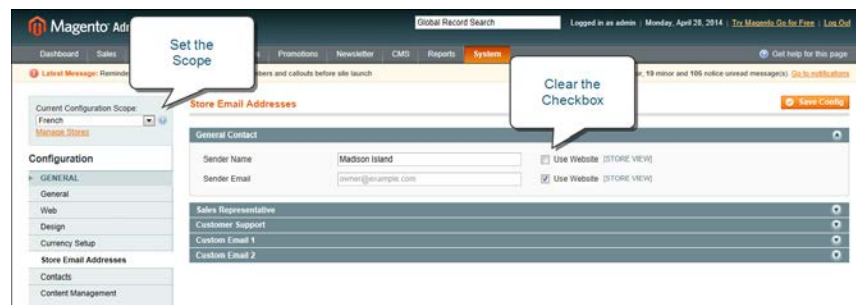 Magento® Adm
Global Record Search
Logged in as admin | Monday, April 28, 2014 | Try Magento Go for Free | Log Out
Dashboard Sales
Promotions Newsletter CMS Reports System
Get help for this page
Set the
Scope
Latest Message: Reminde
bers and callouts before site launch
19 minor and 105 notice unread message(s). Go to notifications
Clear the
Checkbox
Current Configuration Scope:
French
Manage Stores
Store Email Addresses
Save Config
Configuration
GENERAL
General
Web
Design
Currency Setup
Store Email Addresses
Contacts
Content Management
General Contact
Sender Name Madison Island Use Website [STORE VIEW]
Sender Email owner@example.com Use Website [STORE VIEW]
Sales Representative
Customer Support
Custom Email 1
Custom Email 2